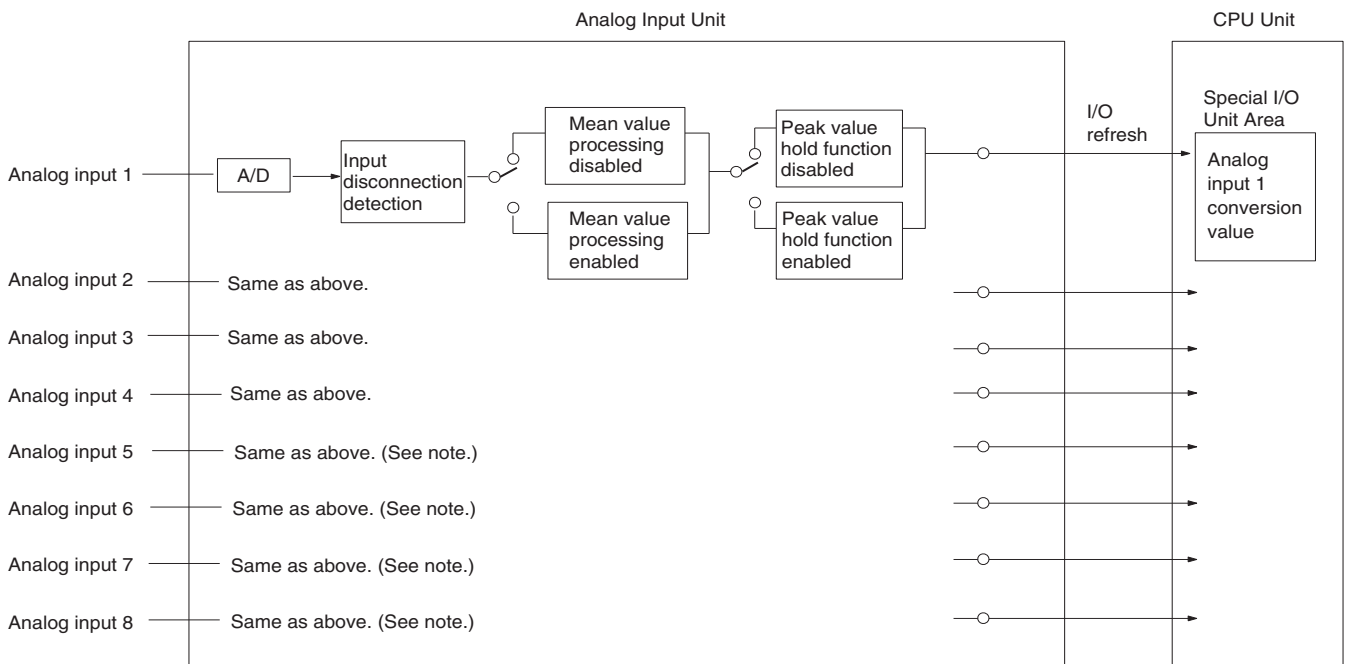 Analog Input Unit
CPU Unit
I/O
refresh
Special I/O
Unit Area
Analog input 1
A/D
Input
disconnection
detection
Mean value
processing
disabled
Mean value
processing
enabled
Peak value
hold function
disabled
Peak value
hold function
enabled
Analog
input 1
conversion
value
Analog input 2
Same as above.
Analog input 3
Same as above.
Analog input 4
Same as above.
Analog input 5
Same as above. (See note.)
Analog input 6
Same as above. (See note.)
Analog input 7
Same as above. (See note.)
Analog input 8
Same as above. (See note.)